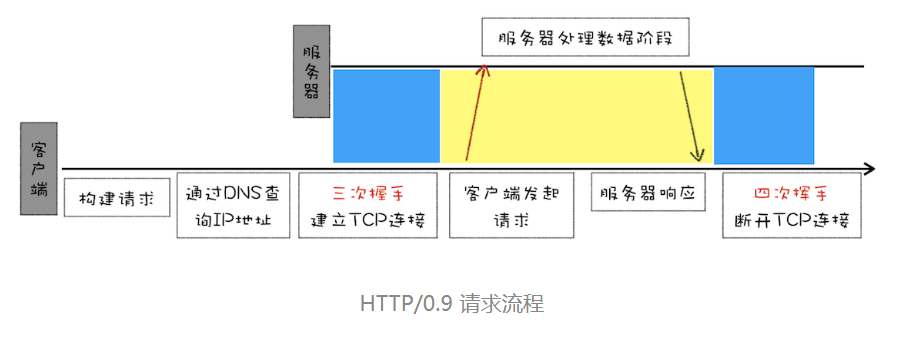 服务器处理数据阶段
服务器
客户端
构建请求
通过DNS查
询IP地址
三次握手
建立TCP连接
客户端发起
请求
服务器响应
四次挥手
断开TCP连接
HTTP/0.9 请求流程